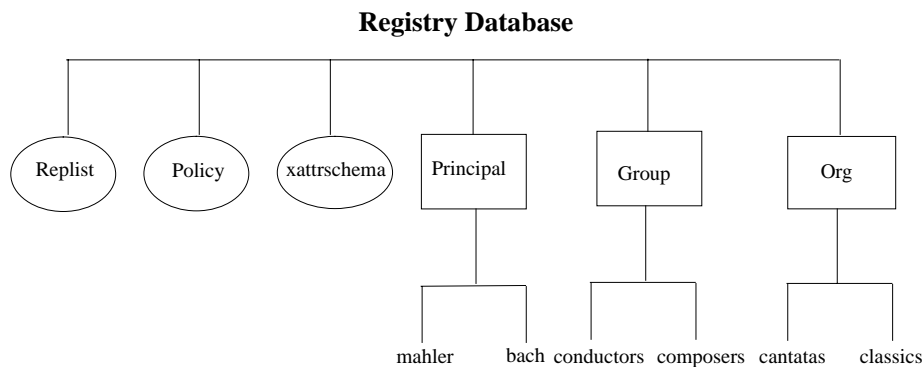 Registry Database
Replist
Policy
xattrschema
Principal
Group
Org
mahler
bach
conductors
composers
cantatas
classics